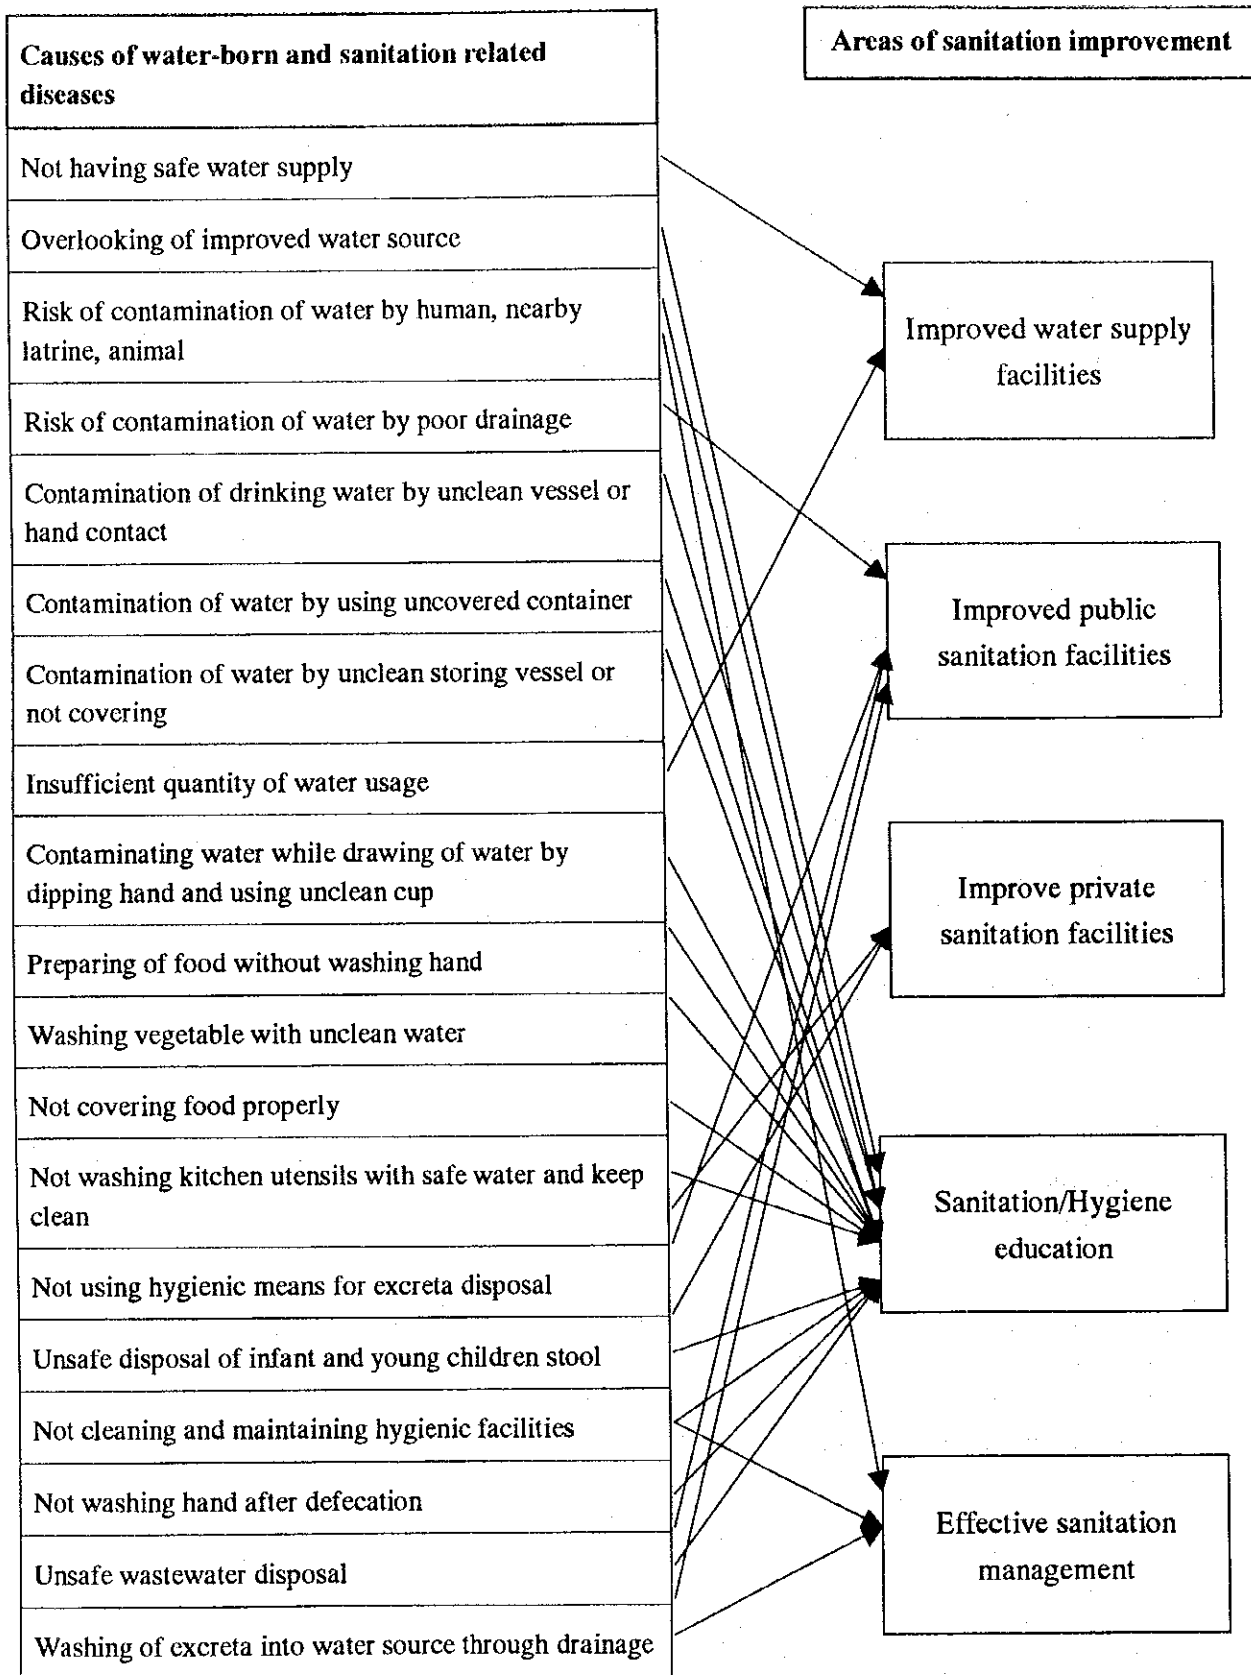 Causes of water-born and sanitation related
diseases
Not having safe water supply
Overlooking of improved water source
Risk of contamination of water by human, nearby
latrine, animal
Risk of contamination of water by poor drainage
Contamination of drinking water by unclean vessel or
hand contact
Contamination of water by using uncovered container
Contamination of water by unclean storing vessel or
not covering
Insufficient quantity of water usage
Contaminating water while drawing of water by
dipping hand and using unclean cup
Preparing of food without washing hand
Washing vegetable with unclean water
Not covering food properly
Not washing kitchen utensils with safe water and keep
clean
Not using hygienic means for excreta disposal
Unsafe disposal of infant and young children stool
Not cleaning and maintaining hygienic facilities
Not washing hand after defecation
Unsafe wastewater disposal
Washing of excreta into water source through drainage
Areas of sanitation improvement
Improved water supply
facilities
Improved public
sanitation facilities
Improve private
sanitation facilities
Sanitation/Hygiene
education
Effective sanitation
management